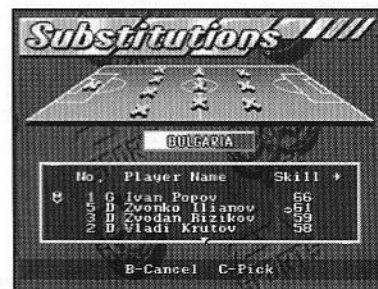 Substitutions
BULGARIA
No. Player Name Skill
1 G Ivan Popov 66
5 D Zwonko Ilianov 61
3 D Zvodan Rizikov 59
2 D Vladi Krutov 58
B-Cancel C-Pick